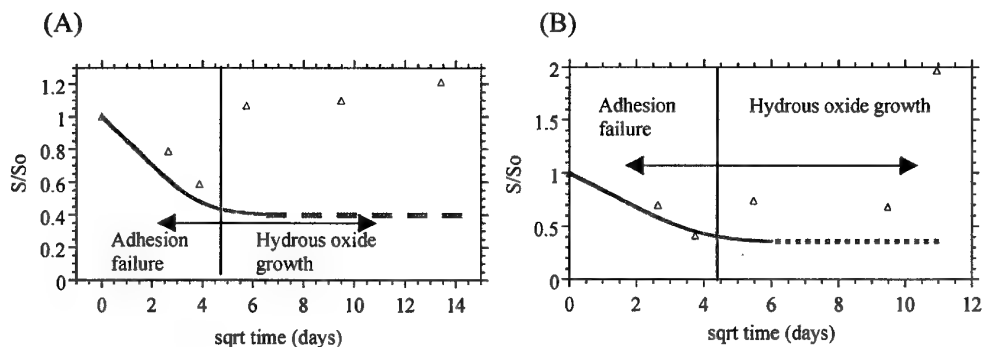 (A)
1.2
1
0.8
0.6
0.4
0.2
0
S/So
Adhesion
failure
Hydrous oxide
growth
0 2 4 6 8 10 12 14
sqrt time (days)
(B)
2
1.5
1
0.5
0
S/So
Adhesion
failure
Hydrous oxide growth
0 2 4 6 8 10 12
sqrt time (days)